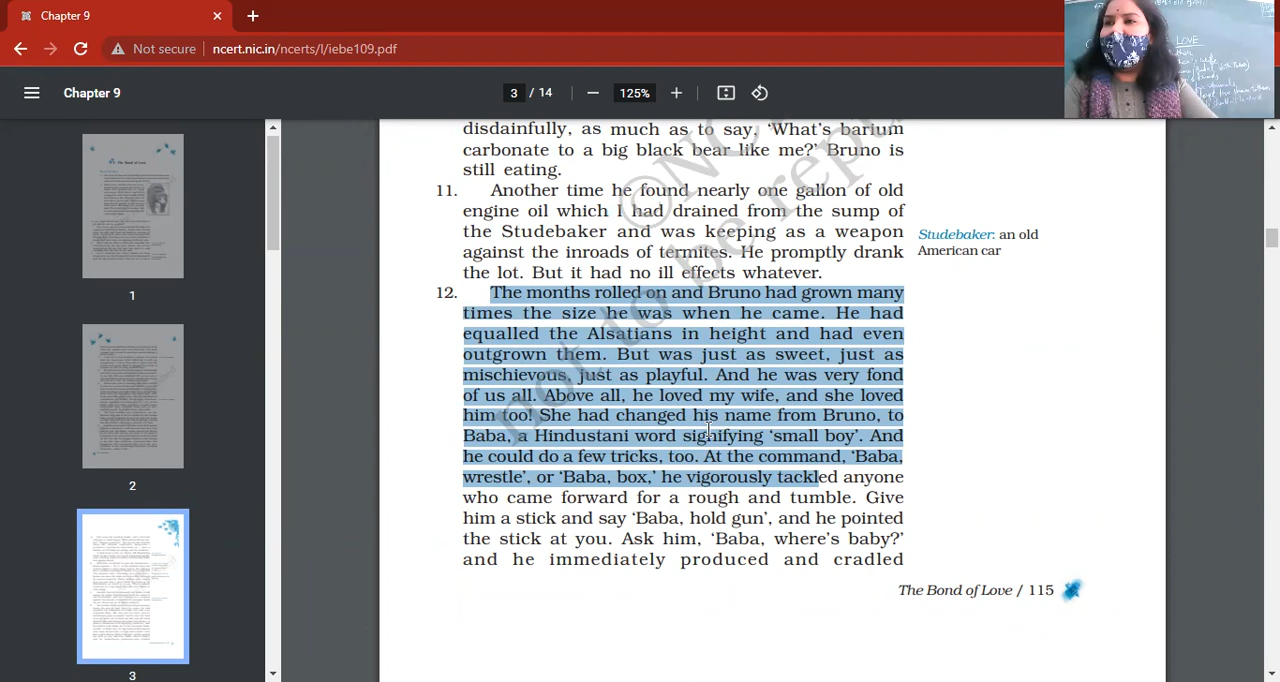 Chapter 9
Not secure
ncert.nic.in/ncerts/l/iebe109.pdf
Chapter 9
3 / 14
125%
LOVE
The Bond of Love
disdainfully, as much as to say, ‘What’s barium
carbonate to a big black bear like me?’ Bruno is
still eating.
11. Another time he found nearly one gallon of old
engine oil which I had drained from the sump of
the Studebaker and was keeping as a weapon
against the inroads of termites. He promptly drank
the lot. But it had no ill effects whatever.
Studebaker: an old
American car
12. The months rolled on and Bruno had grown many
times the size he was when he came. He had
equalled the Alsatians in height and had even
outgrown them. But was just as sweet, just as
mischievous, just as playful. And he was very fond
of us all. Above all, he loved my wife, and she loved
him too. She had changed his name from Bruno, to
Baba, a Hindustani word signifying ‘small boy’. And
he could do a few tricks, too. At the command, ‘Baba,
wrestle’, or ‘Baba, box,’ he vigorously tackled anyone
who came forward for a rough and tumble. Give
him a stick and say ‘Baba, hold gun’, and he pointed
the stick at you. Ask him, ‘Baba, where’s baby?’
and he immediately produced and cradled
The Bond of Love / 115
not to be rep
1
2
3